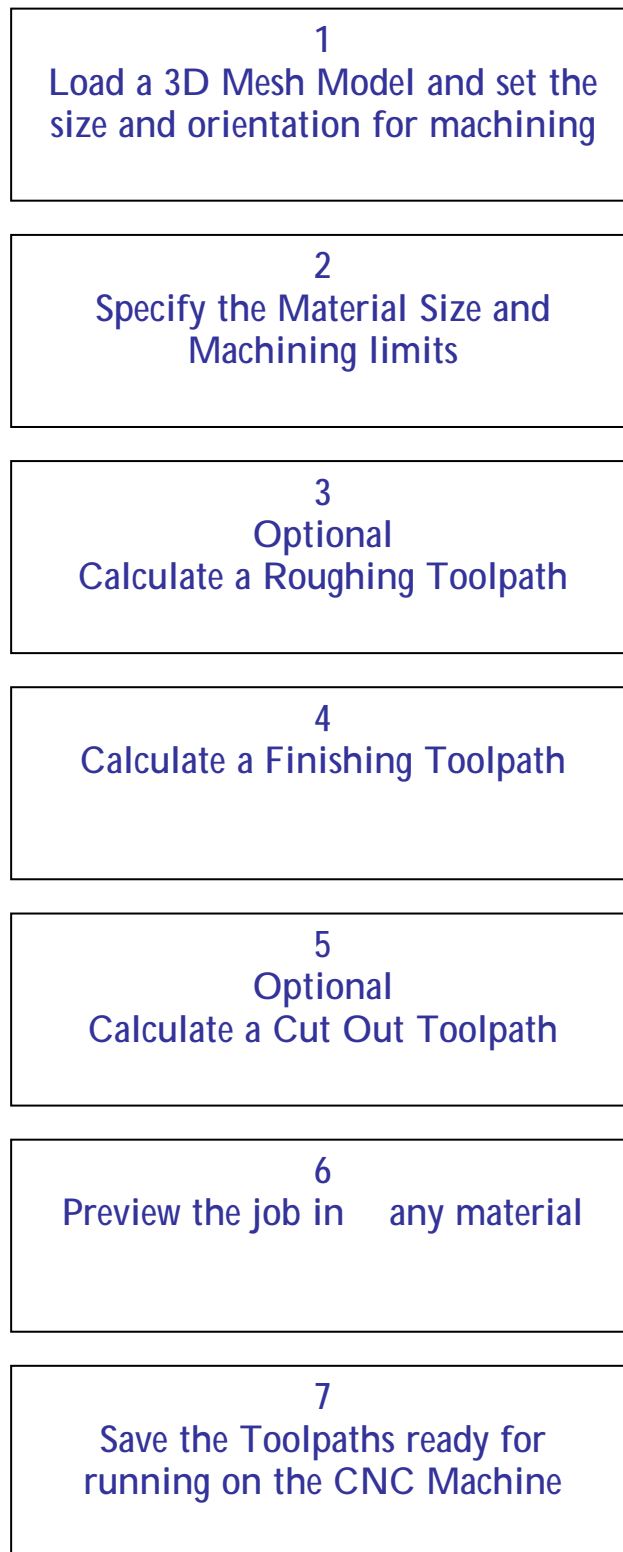 1
Load a 3D Mesh Model and set the
size and orientation for machining
2
Specify the Material Size and
Machining limits
3
Optional
Calculate a Roughing Toolpath
4
Calculate a Finishing Toolpath
5
Optional
Calculate a Cut Out Toolpath
6
Preview the job in any material
7
Save the Toolpaths ready for
running on the CNC Machine